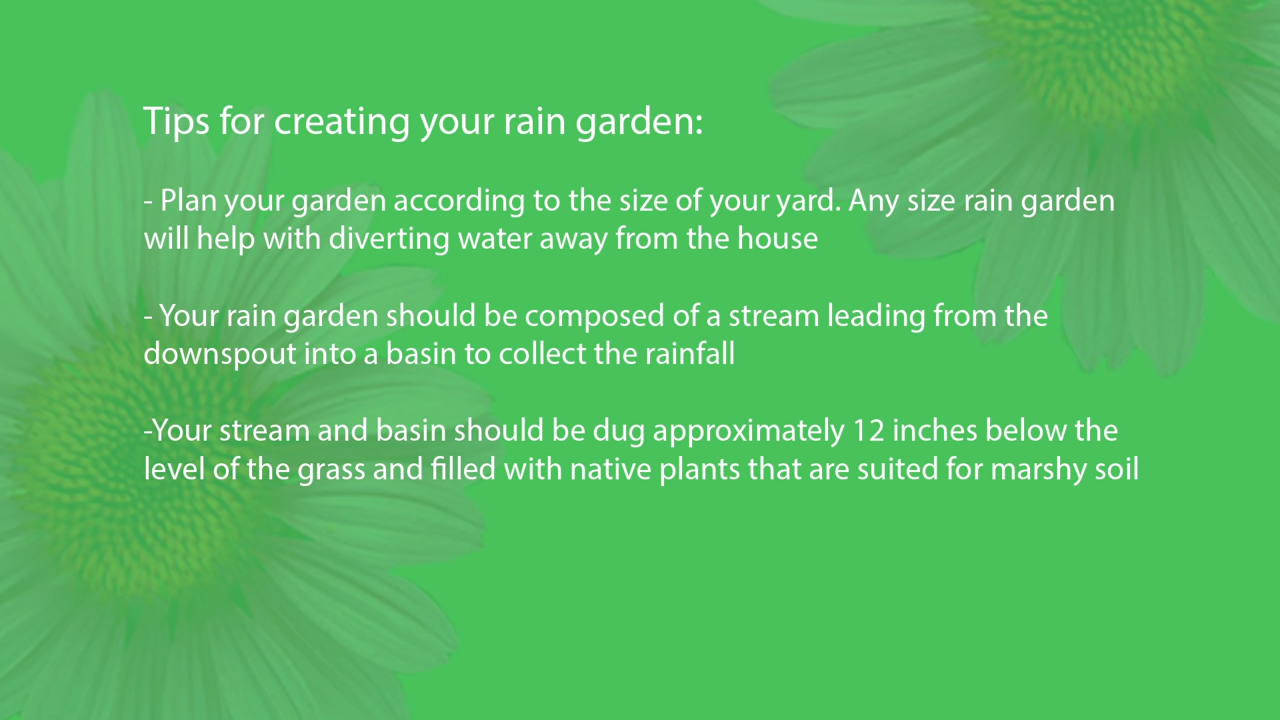 Tips for creating your rain garden:
- Plan your garden according to the size of your yard. Any size rain garden
will help with diverting water away from the house
- Your rain garden should be composed of a stream leading from the
downspout into a basin to collect the rainfall
-Your stream and basin should be dug approximately 12 inches below the
level of the grass and filled with native plants that are suited for marshy soil